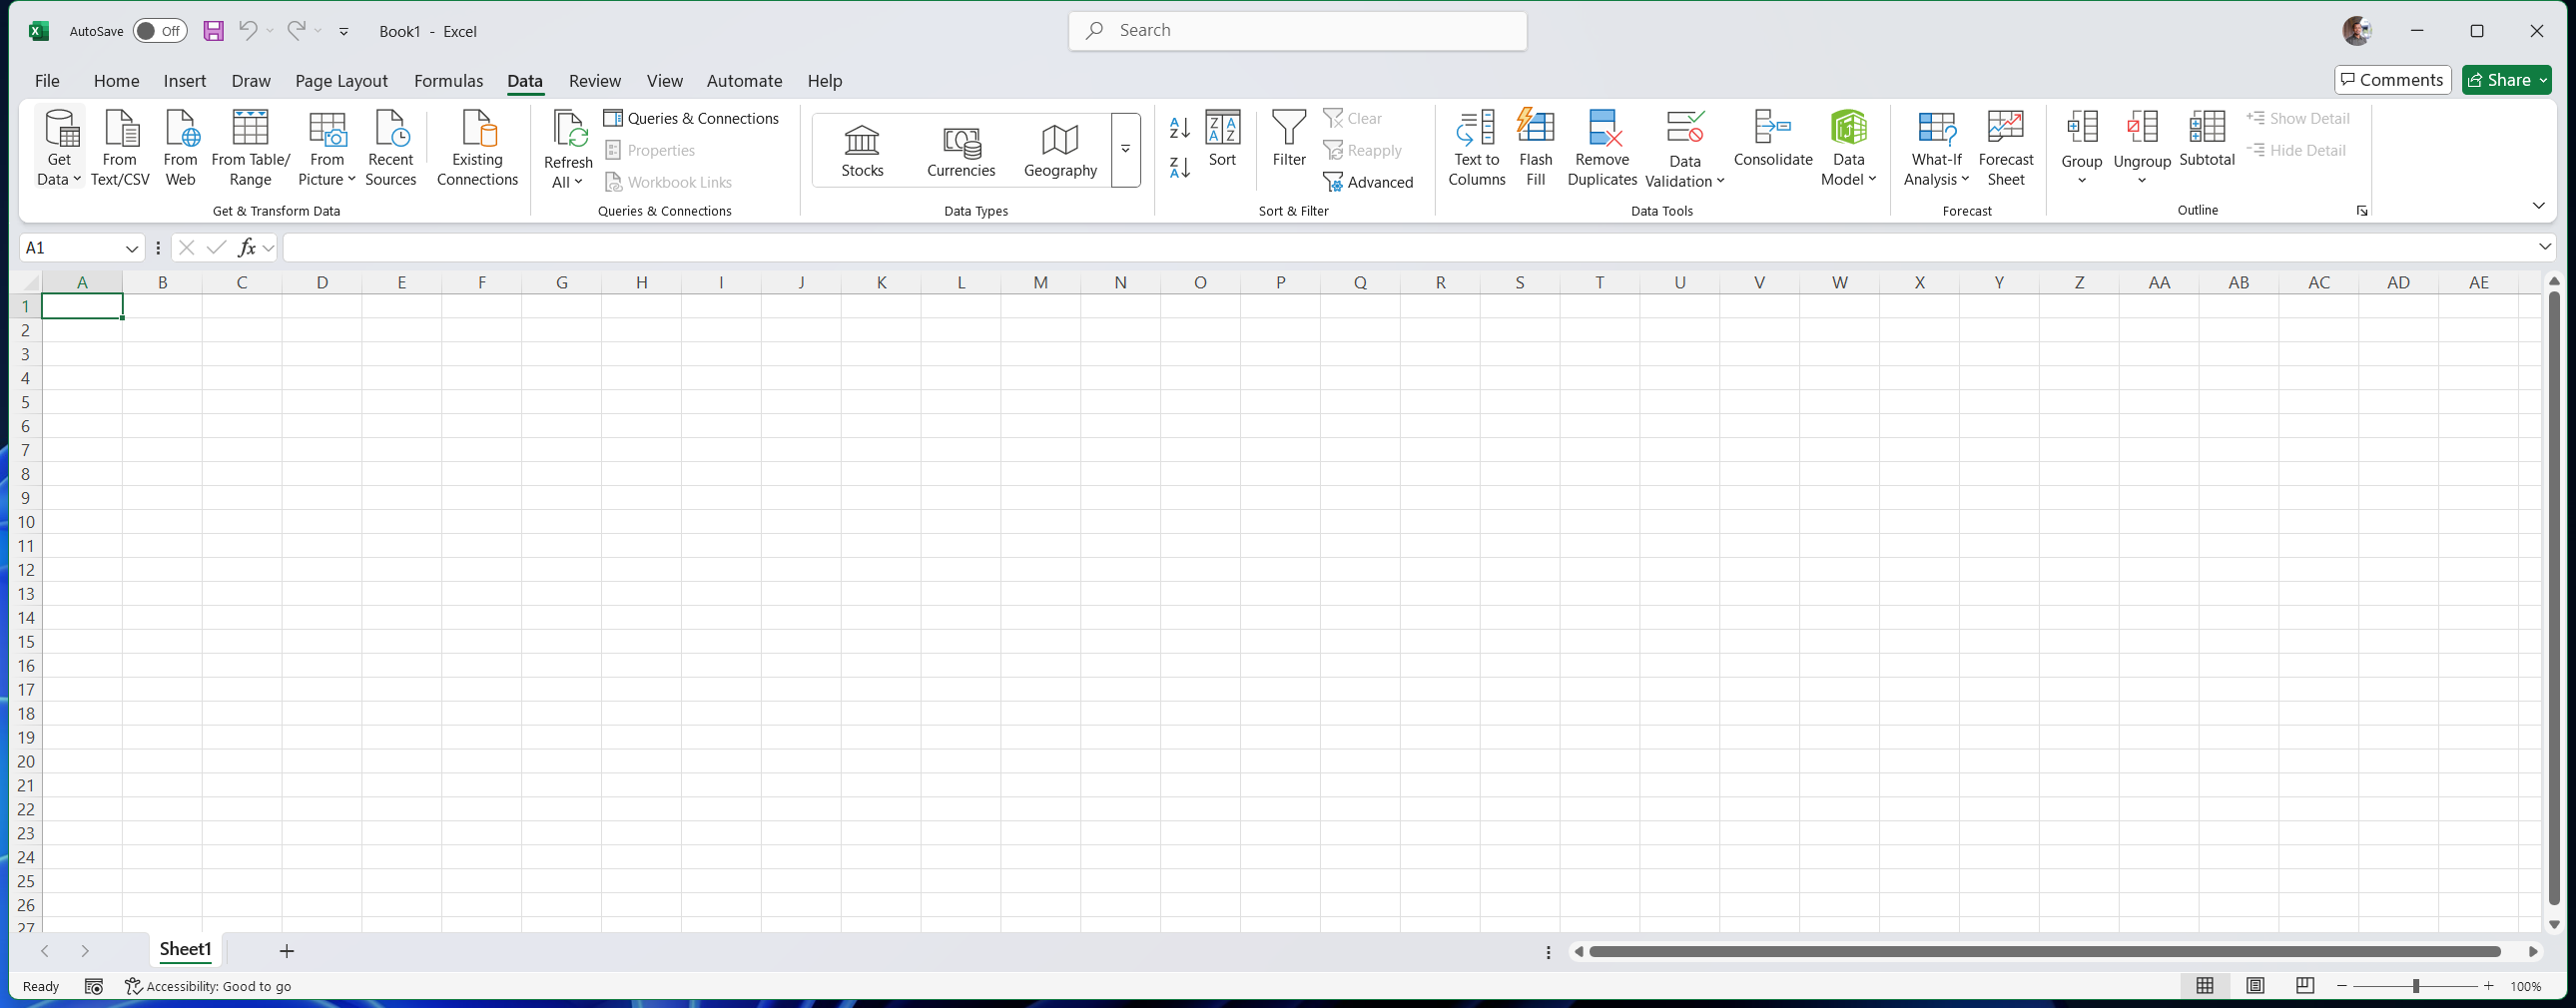 AutoSave Off Book1 - Excel Search
File Home Insert Draw Page Layout Formulas Data Review View Automate Help Comments Share
Get Data
From Text/CSV
From Web
From Table/ Range
From Picture
Recent Sources
Existing Connections
Get & Transform Data
Refresh All
Queries & Connections
Properties
Workbook Links
Queries & Connections
Stocks
Currencies
Geography
Data Types
Sort
Filter
Clear
Reapply
Advanced
Sort & Filter
Text to Columns
Flash Fill
Remove Duplicates
Data Validation
Consolidate
Data Model
Data Tools
What-If Analysis
Forecast Sheet
Forecast
Group
Ungroup
Subtotal
Show Detail
Hide Detail
Outline
A1 fx
A B C D E F G H I J K L M N O P Q R S T U V W X Y Z AA AB AC AD AE
1
2
3
4
5
6
7
8
9
10
11
12
13
14
15
16
17
18
19
20
21
22
23
24
25
26
27
Sheet1
Ready Accessibility: Good to go 100%